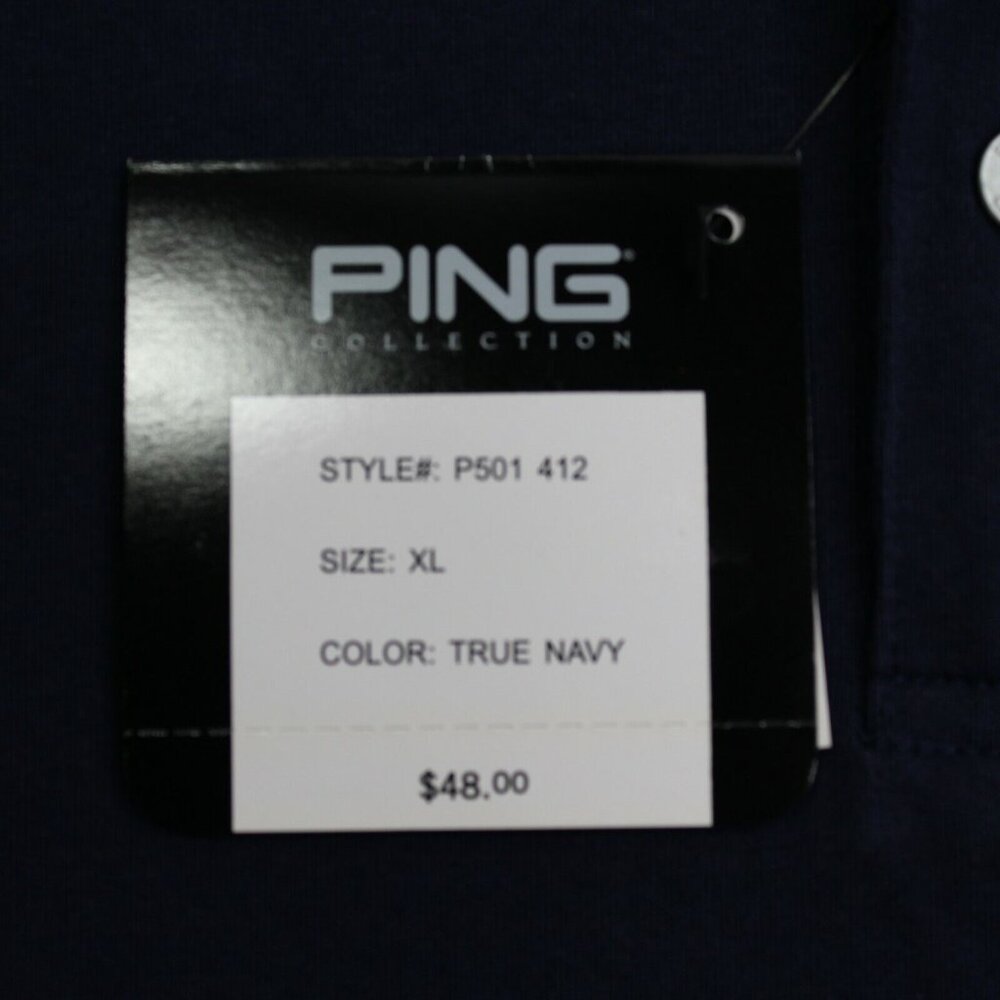 PING
COLLECTION
STYLE#: P501 412
SIZE: XL
COLOR: TRUE NAVY
$48.00